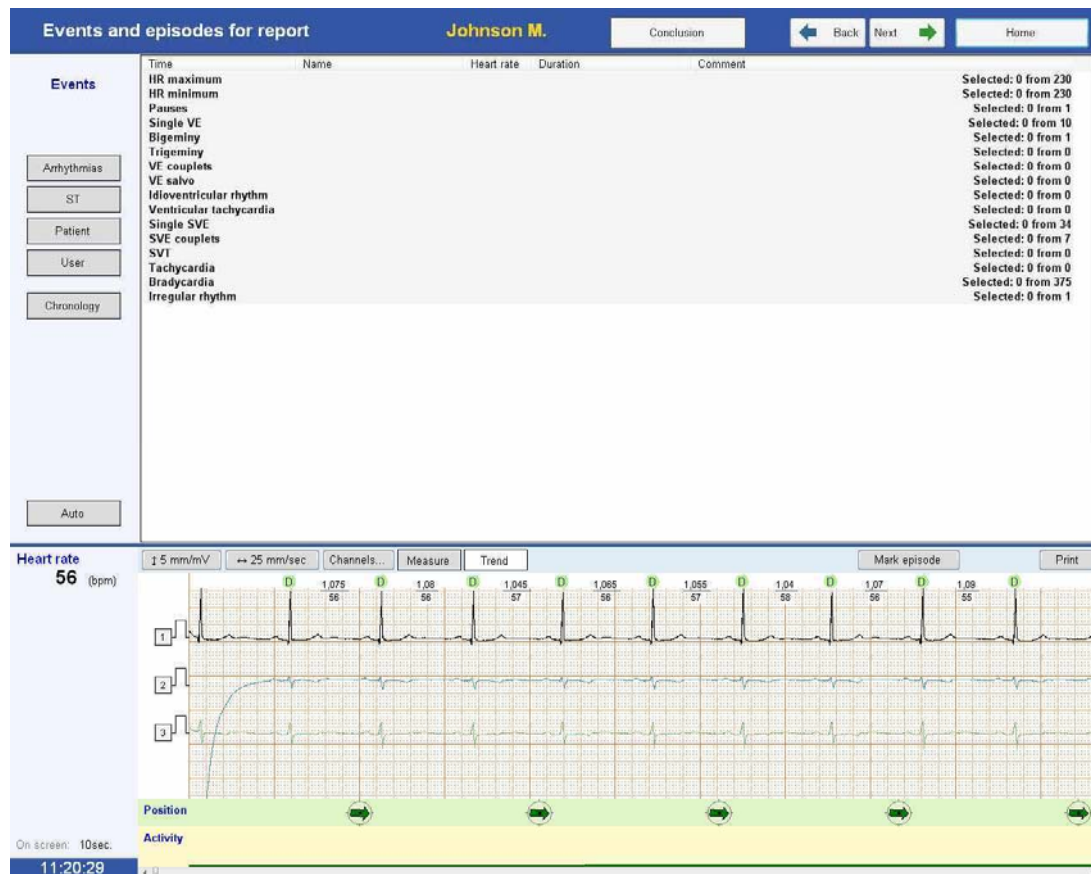 Events and episodes for report Johnson M. Conclusion Back Next Home
Events
Time Name Heart rate Duration Comment
HR maximum Selected: 0 from 230
HR minimum Selected: 0 from 230
Pauses Selected: 0 from 1
Single VE Selected: 0 from 10
Bigeminy Selected: 0 from 1
Trigeminy Selected: 0 from 0
VE couplets Selected: 0 from 0
VE salvo Selected: 0 from 0
Idioventricular rhythm Selected: 0 from 0
Ventricular tachycardia Selected: 0 from 0
Single SVE Selected: 0 from 34
SVE couplets Selected: 0 from 7
SVT Selected: 0 from 0
Tachycardia Selected: 0 from 0
Bradycardia Selected: 0 from 375
Irregular rhythm Selected: 0 from 1
Arrhythmias
ST
Patient
User
Chronology
Auto
Heart rate
56 (bpm)
↕ 5 mm/mV ↔ 25 mm/sec Channels... Measure Trend Mark episode Print
D 1,075 D 1,08 D 1,045 D 1,065 D 1,055 D 1,04 D 1,07 D 1,09 D
56 56 57 56 57 58 56 55
1
2
3
Position
Activity
On screen: 10sec.
11:20:29